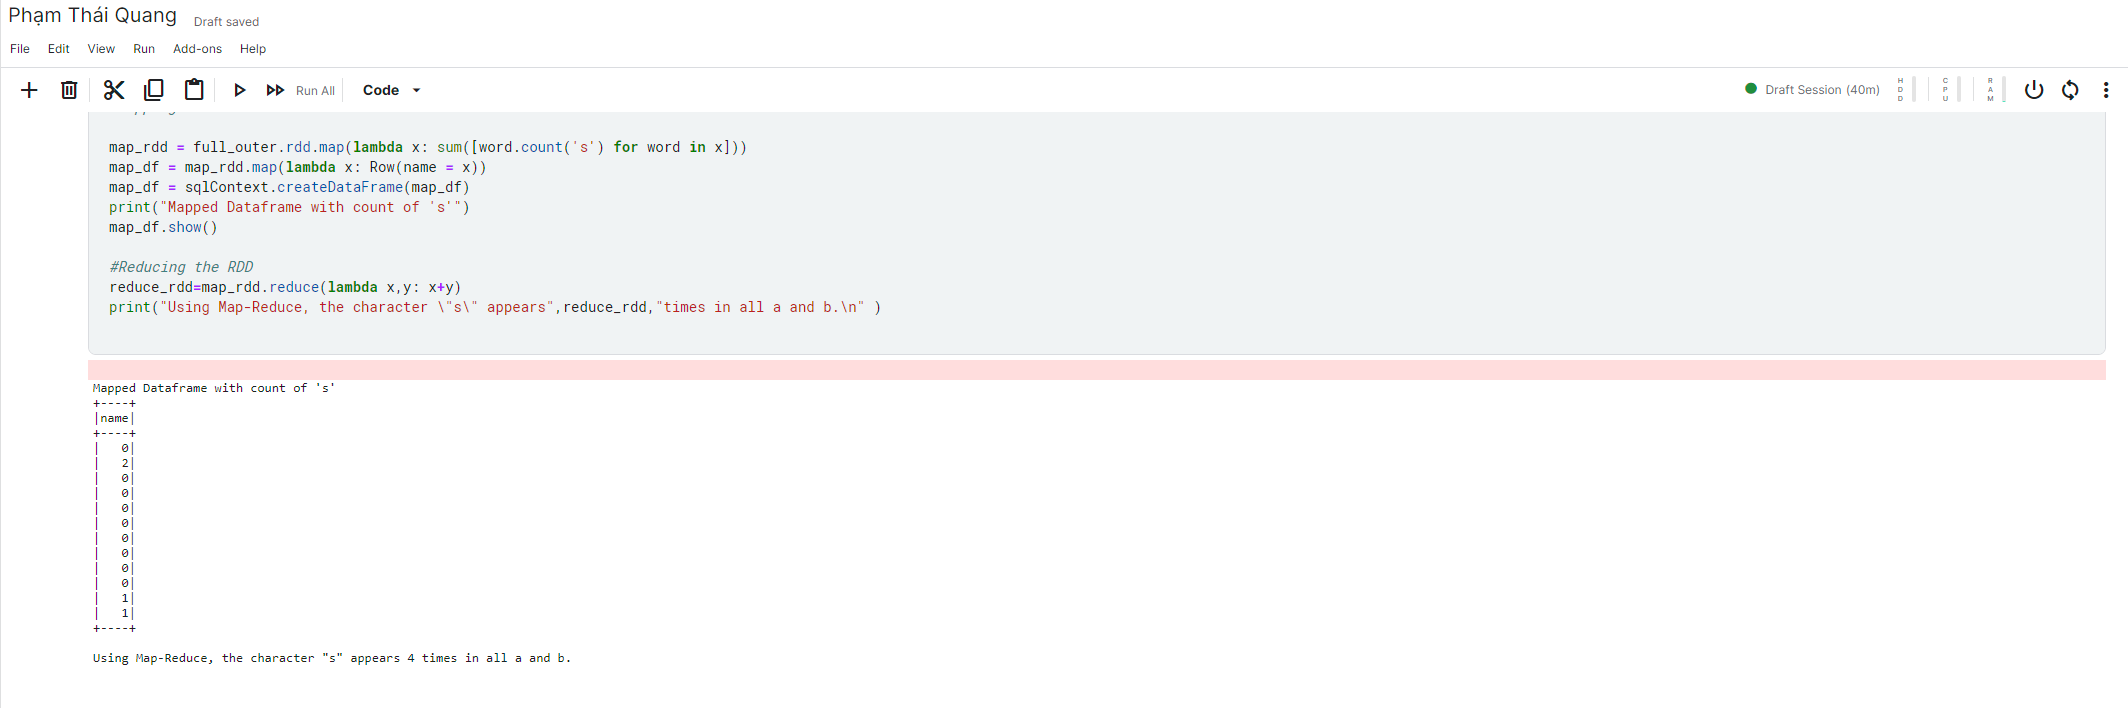 Phạm Thái Quang Draft saved
File Edit View Run Add-ons Help
Run All Code Draft Session (40m) HDD CPU RAM
map_rdd = full_outer.rdd.map(lambda x: sum([word.count('s') for word in x]))
map_df = map_rdd.map(lambda x: Row(name = x))
map_df = sqlContext.createDataFrame(map_df)
print("Mapped Dataframe with count of 's'")
map_df.show()
#Reducing the RDD
reduce_rdd=map_rdd.reduce(lambda x,y: x+y)
print("Using Map-Reduce, the character \"s\" appears",reduce_rdd,"times in all a and b.\n" )
Mapped Dataframe with count of 's'
+----+
|name|
+----+
|   0|
|   2|
|   0|
|   0|
|   0|
|   0|
|   0|
|   0|
|   0|
|   0|
|   1|
|   1|
+----+
Using Map-Reduce, the character "s" appears 4 times in all a and b.